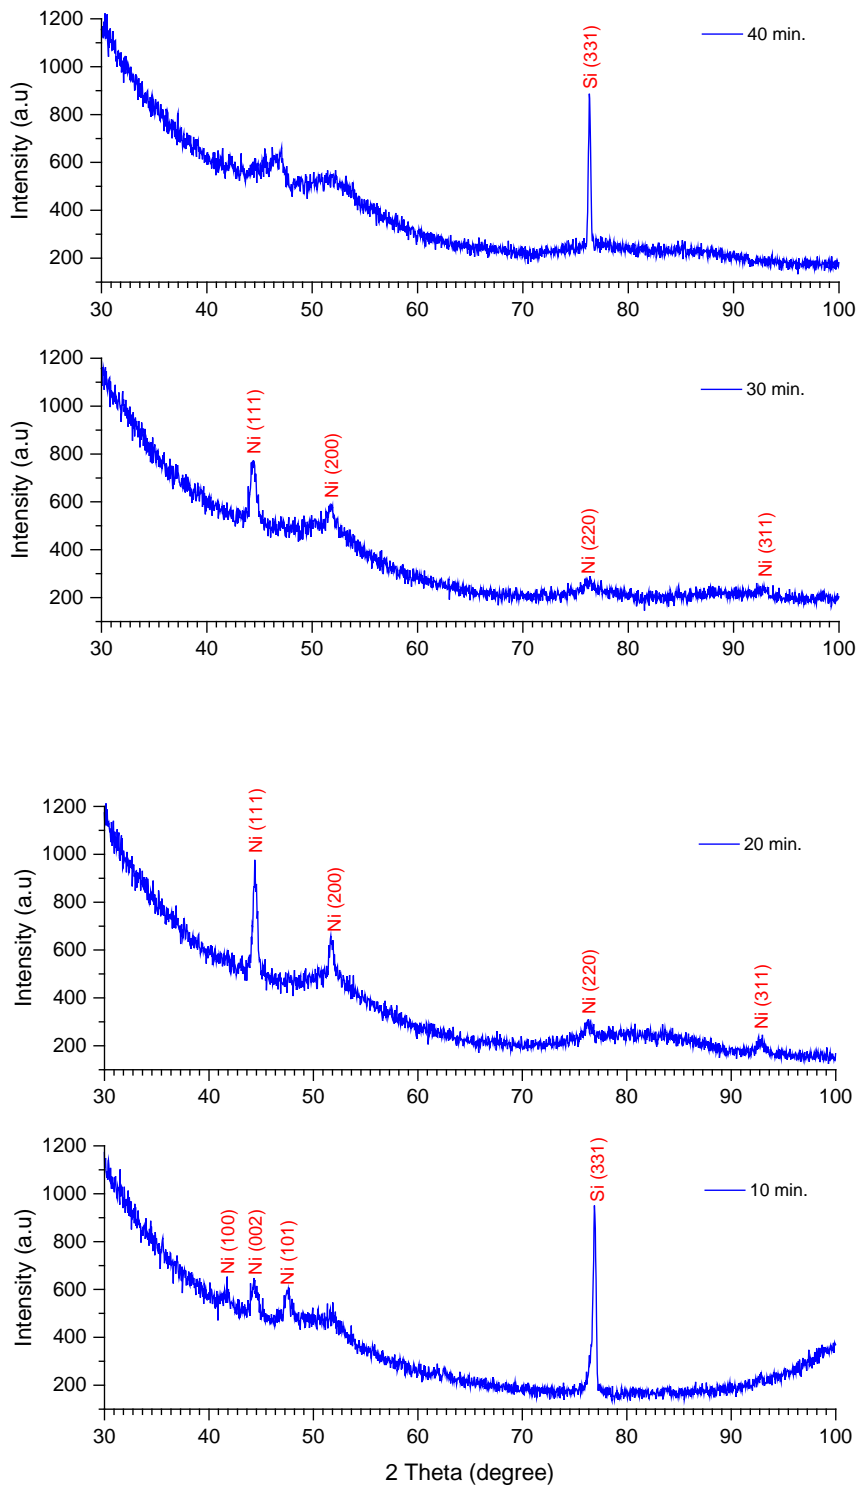 40 min.
Si (331)
Intensity (a.u)
1200
1000
800
600
400
200
30 40 50 60 70 80 90 100
30 min.
Ni (111)
Ni (200)
Ni (220)
Ni (311)
Intensity (a.u)
1200
1000
800
600
400
200
30 40 50 60 70 80 90 100
20 min.
Ni (111)
Ni (200)
Ni (220)
Ni (311)
Intensity (a.u)
1200
1000
800
600
400
200
30 40 50 60 70 80 90 100
10 min.
Ni (100)
Ni (002)
Ni (101)
Si (331)
Intensity (a.u)
1200
1000
800
600
400
200
30 40 50 60 70 80 90 100
2 Theta (degree)